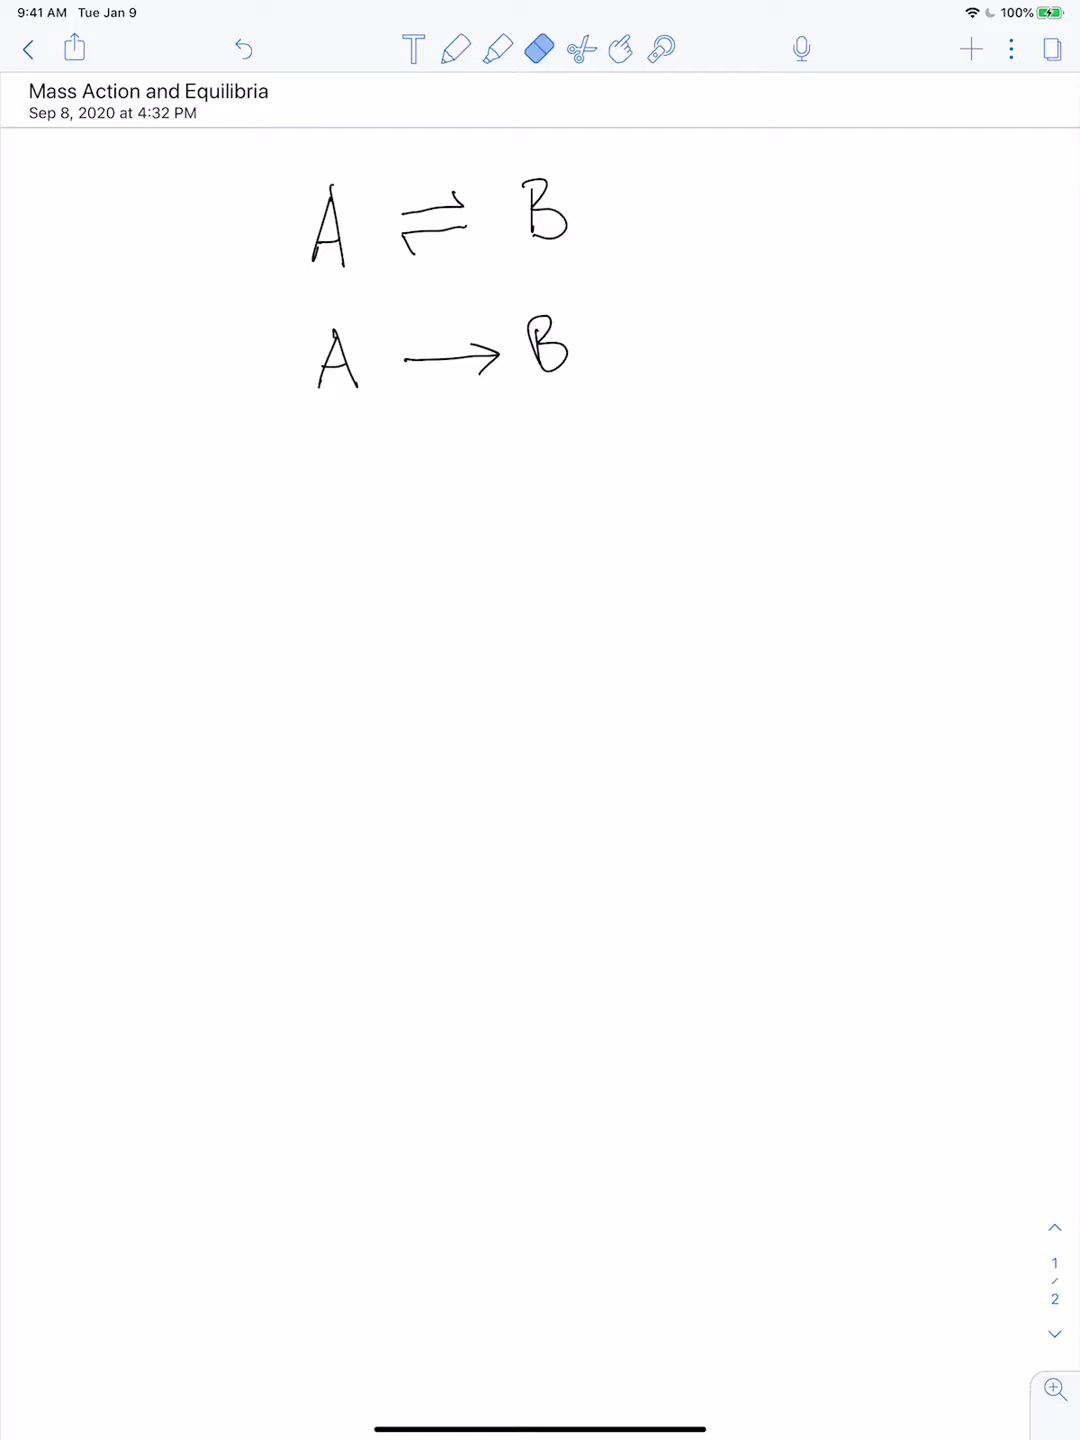 9:41 AM Tue Jan 9 100%
T
Mass Action and Equilibria
Sep 8, 2020 at 4:32 PM
A ⇌ B
A → B
1
/
2